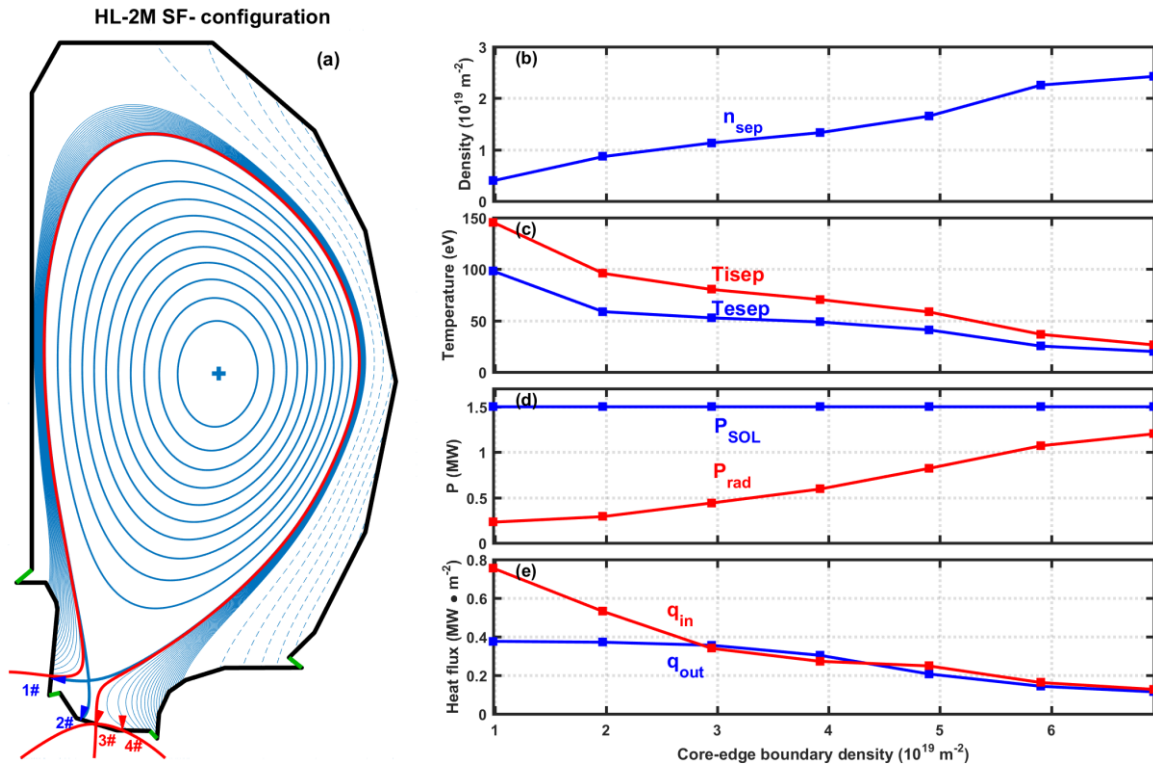 HL-2M SF- configuration
(a)
1#
2#
3#
4#
(b)
Density (10^19 m^-2)
3
2
1
0
n_sep
(c)
Temperature (eV)
150
100
50
0
Tisep
Tesep
(d)
P (MW)
1.5
1
0.5
0
P_SOL
P_rad
(e)
Heat flux (MW • m^-2)
0.8
0.6
0.4
0.2
0
q_in
q_out
1 2 3 4 5 6
Core-edge boundary density (10^19 m^-2)